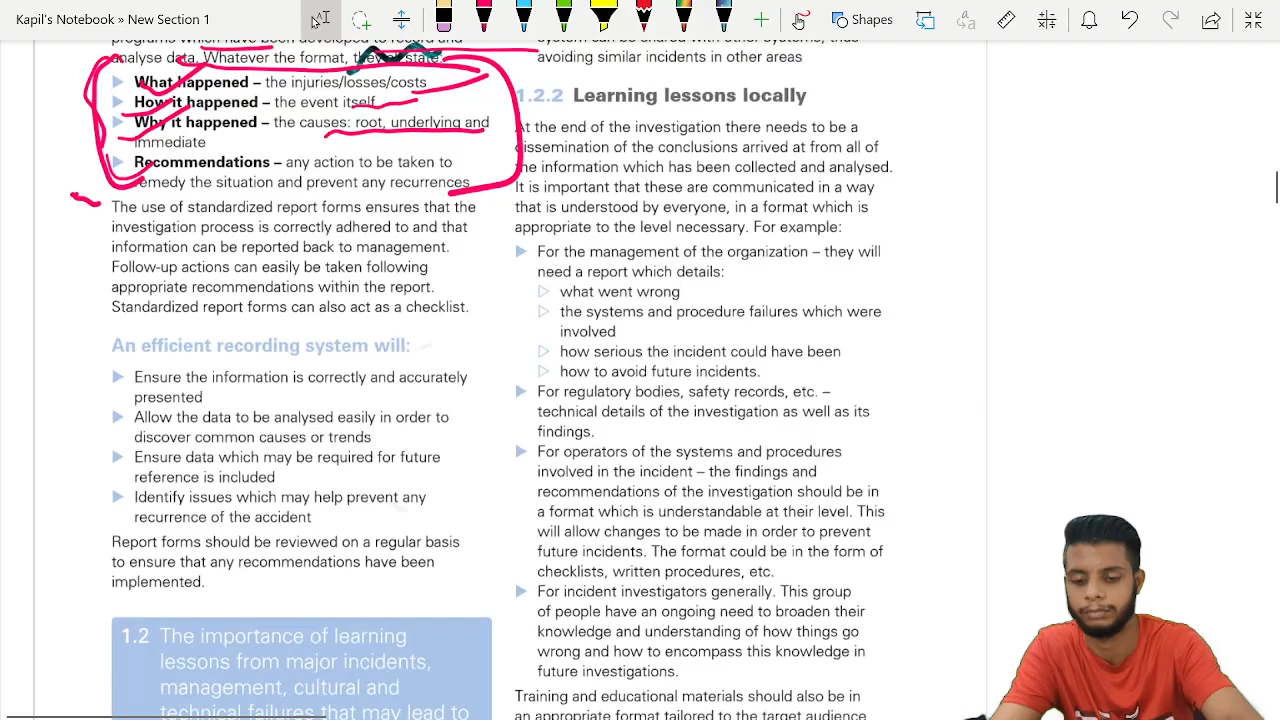 Kapil's Notebook » New Section 1
Shapes
programs which have been developed to record and
analyse data. Whatever the format, they all state:
What happened – the injuries/losses/costs
How it happened – the event itself
Why it happened – the causes: root, underlying and
immediate
Recommendations – any action to be taken to
remedy the situation and prevent any recurrences
The use of standardized report forms ensures that the
investigation process is correctly adhered to and that
information can be reported back to management.
Follow-up actions can easily be taken following
appropriate recommendations within the report.
Standardized report forms can also act as a checklist.
An efficient recording system will:
Ensure the information is correctly and accurately
presented
Allow the data to be analysed easily in order to
discover common causes or trends
Ensure data which may be required for future
reference is included
Identify issues which may help prevent any
recurrence of the accident
Report forms should be reviewed on a regular basis
to ensure that any recommendations have been
implemented.
1.2 The importance of learning
lessons from major incidents,
management, cultural and
technical failures that may lead to
system can be shared with other systems, thus
avoiding similar incidents in other areas
1.2.2 Learning lessons locally
At the end of the investigation there needs to be a
dissemination of the conclusions arrived at from all of
the information which has been collected and analysed.
It is important that these are communicated in a way
that is understood by everyone, in a format which is
appropriate to the level necessary. For example:
For the management of the organization – they will
need a report which details:
what went wrong
the systems and procedure failures which were
involved
how serious the incident could have been
how to avoid future incidents.
For regulatory bodies, safety records, etc. –
technical details of the investigation as well as its
findings.
For operators of the systems and procedures
involved in the incident – the findings and
recommendations of the investigation should be in
a format which is understandable at their level. This
will allow changes to be made in order to prevent
future incidents. The format could be in the form of
checklists, written procedures, etc.
For incident investigators generally. This group
of people have an ongoing need to broaden their
knowledge and understanding of how things go
wrong and how to encompass this knowledge in
future investigations.
Training and educational materials should also be in
an appropriate format tailored to the target audience